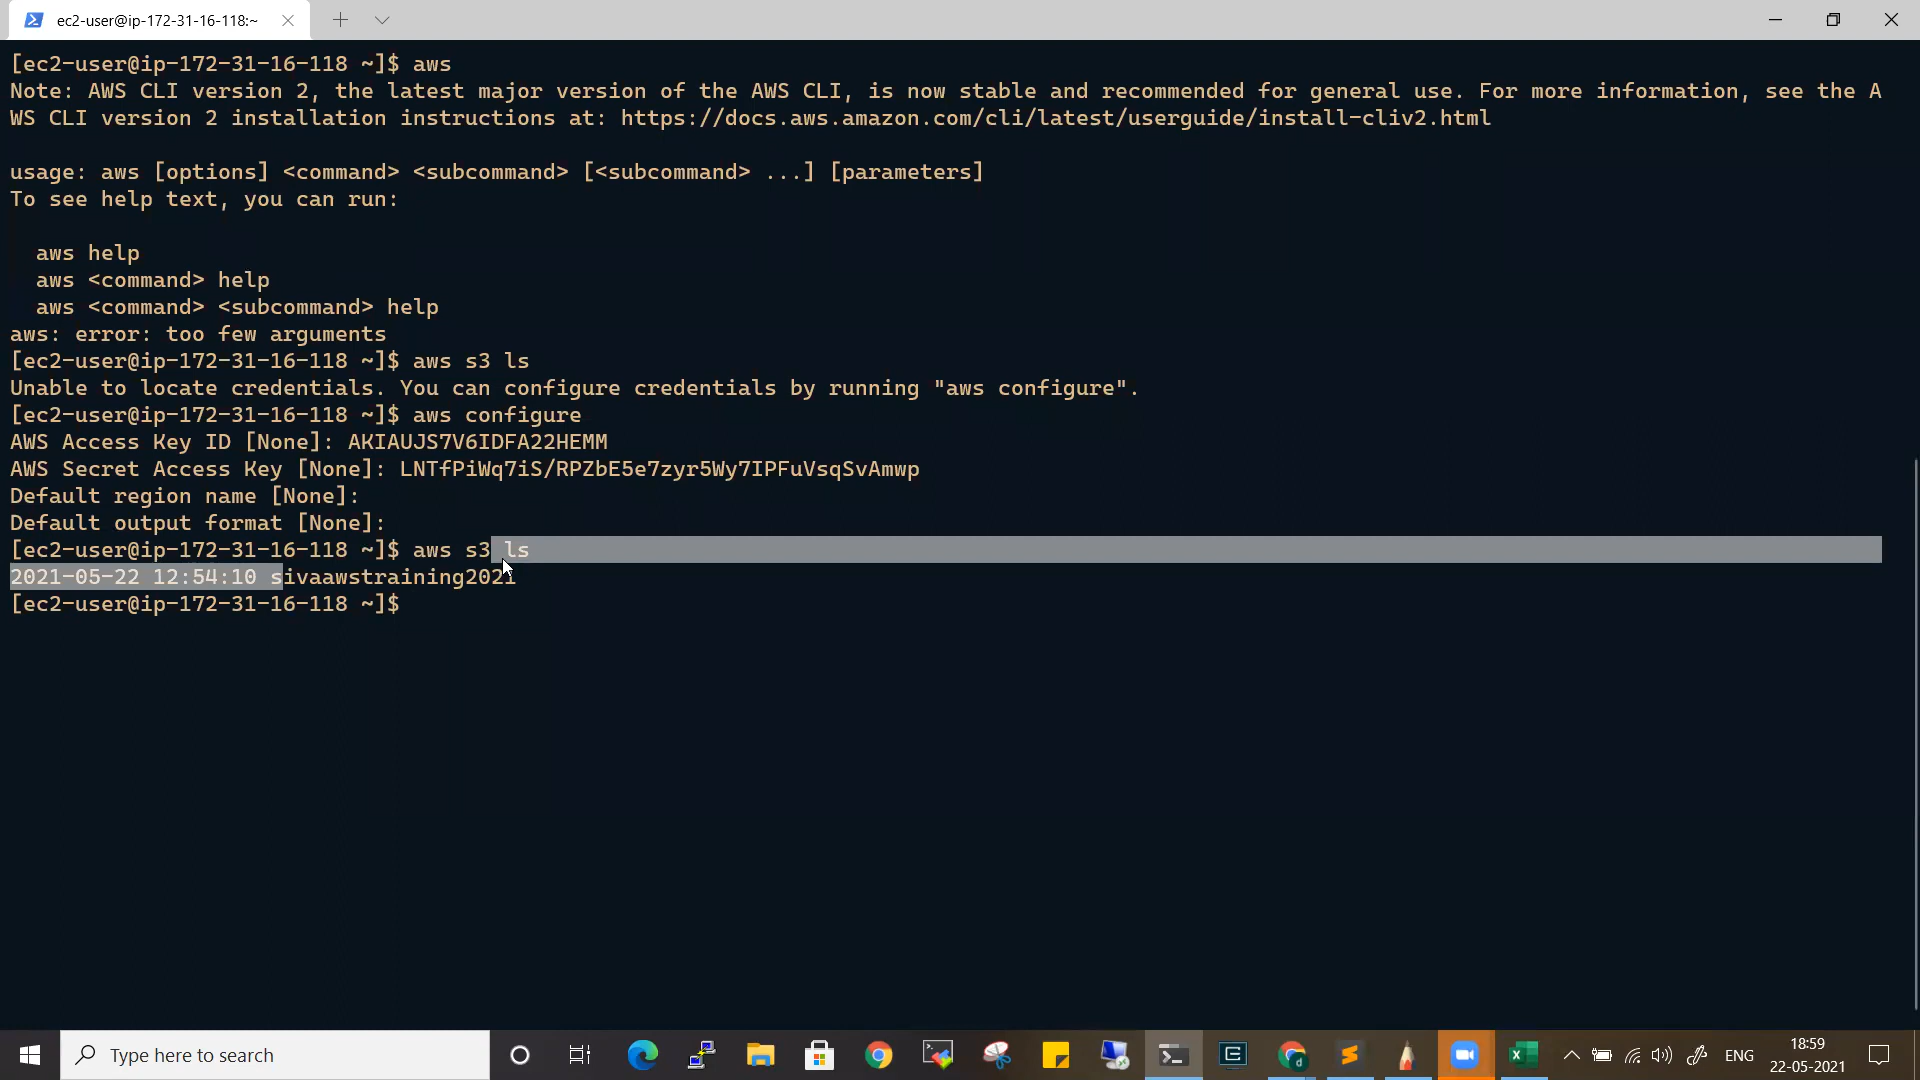 ec2-user@ip-172-31-16-118:~
[ec2-user@ip-172-31-16-118 ~]$ aws
Note: AWS CLI version 2, the latest major version of the AWS CLI, is now stable and recommended for general use. For more information, see the A
WS CLI version 2 installation instructions at: https://docs.aws.amazon.com/cli/latest/userguide/install-cliv2.html
usage: aws [options] <command> <subcommand> [<subcommand> ...] [parameters]
To see help text, you can run:
aws help
aws <command> help
aws <command> <subcommand> help
aws: error: too few arguments
[ec2-user@ip-172-31-16-118 ~]$ aws s3 ls
Unable to locate credentials. You can configure credentials by running "aws configure".
[ec2-user@ip-172-31-16-118 ~]$ aws configure
AWS Access Key ID [None]: AKIAUJS7V6IDFA22HEMM
AWS Secret Access Key [None]: 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
Default region name [None]:
Default output format [None]:
[ec2-user@ip-172-31-16-118 ~]$ aws s3 ls
2021-05-22 12:54:10 sivaawstraining2021
[ec2-user@ip-172-31-16-118 ~]$
Type here to search
ENG
18:59
22-05-2021